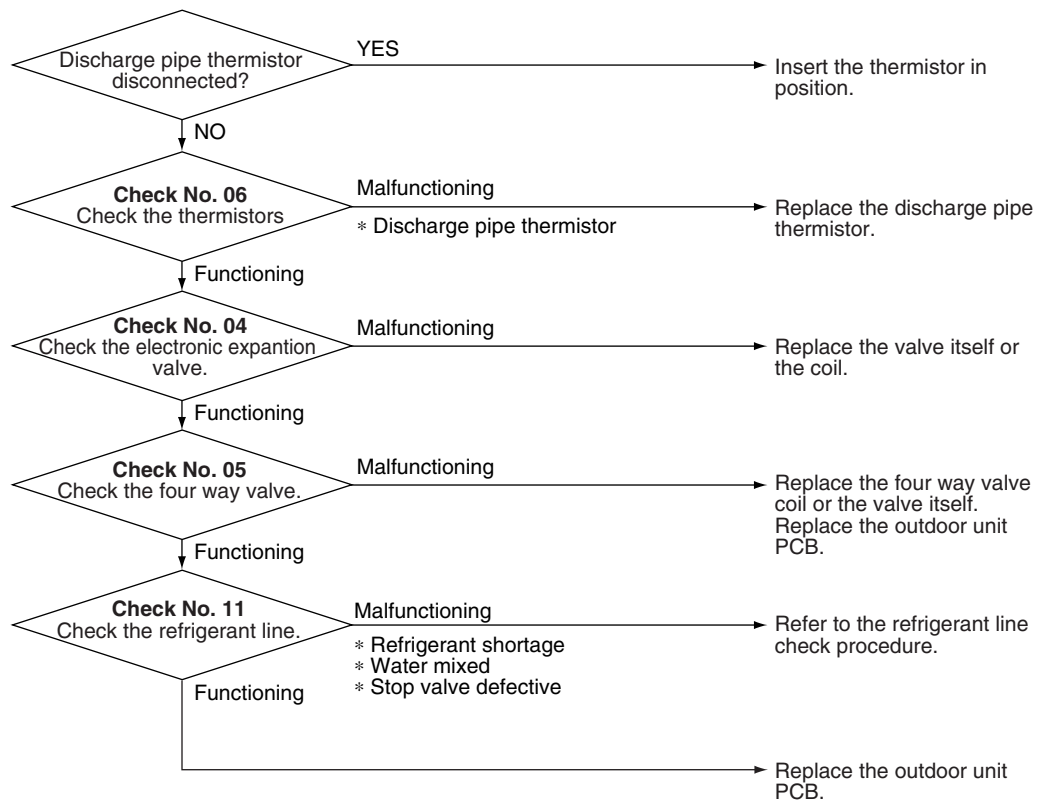 Discharge pipe thermistor
disconnected?
YES
Insert the thermistor in
position.
NO
Check No. 06
Check the thermistors
Malfunctioning
∗ Discharge pipe thermistor
Replace the discharge pipe
thermistor.
Functioning
Check No. 04
Check the electronic expantion
valve.
Malfunctioning
Replace the valve itself or
the coil.
Functioning
Check No. 05
Check the four way valve.
Malfunctioning
Replace the four way valve
coil or the valve itself.
Replace the outdoor unit
PCB.
Functioning
Check No. 11
Check the refrigerant line.
Malfunctioning
∗ Refrigerant shortage
∗ Water mixed
∗ Stop valve defective
Refer to the refrigerant line
check procedure.
Functioning
Replace the outdoor unit
PCB.